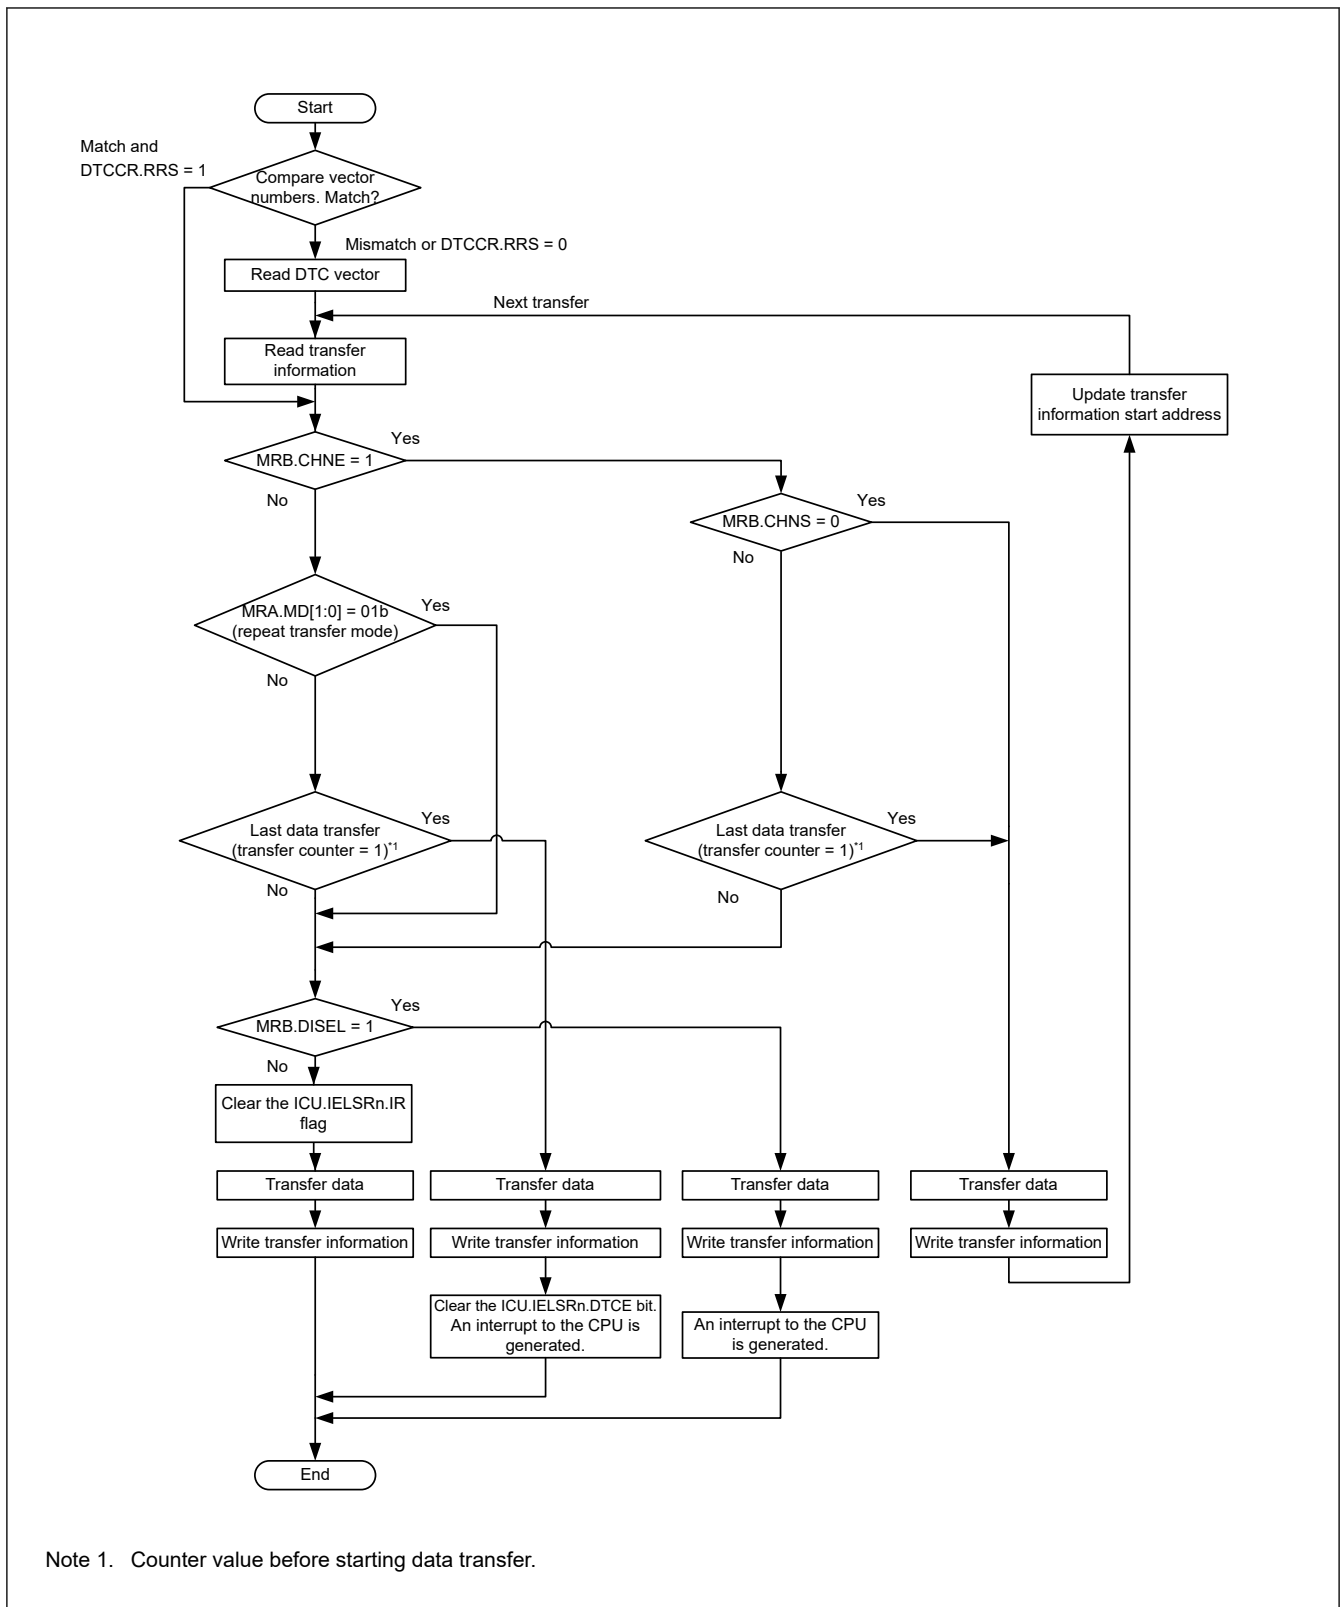 Start
Match and
DTCCR.RRS = 1
Compare vector
numbers. Match?
Mismatch or DTCCR.RRS = 0
Read DTC vector
Next transfer
Read transfer
information
Update transfer
information start address
Yes
MRB.CHNE = 1
No
Yes
MRB.CHNS = 0
No
MRA.MD[1:0] = 01b
(repeat transfer mode)
Yes
No
Last data transfer
(transfer counter = 1)*1
Yes
No
Last data transfer
(transfer counter = 1)*1
Yes
No
Yes
MRB.DISEL = 1
No
Clear the ICU.IELSRn.IR
flag
Transfer data
Transfer data
Transfer data
Transfer data
Write transfer information
Write transfer information
Write transfer information
Write transfer information
Clear the ICU.IELSRn.DTCE bit.
An interrupt to the CPU is
generated.
An interrupt to the CPU
is generated.
End
Note 1. Counter value before starting data transfer.